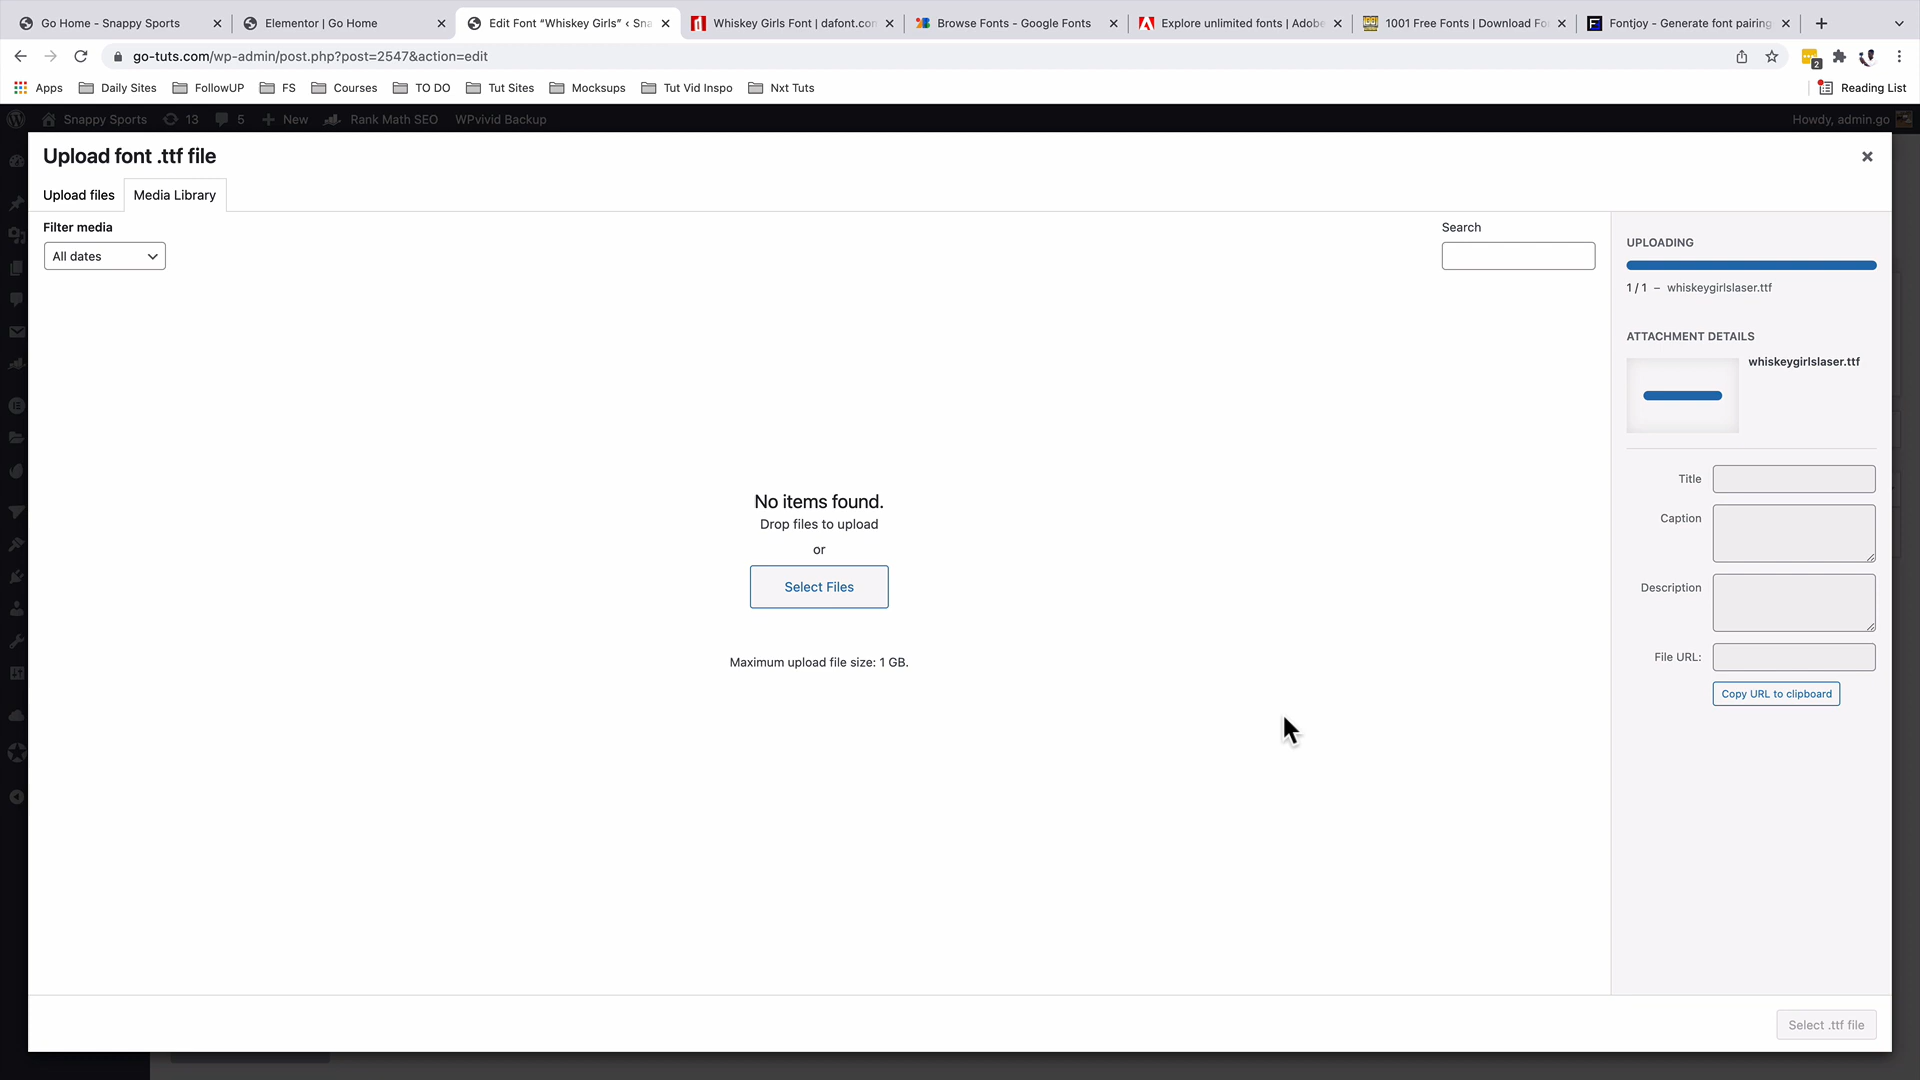 Go Home - Snappy Sports
Elementor | Go Home
Edit Font “Whiskey Girls” ‹ Sna
Whiskey Girls Font | dafont.con
Browse Fonts - Google Fonts
Explore unlimited fonts | Adobe
1001 Free Fonts | Download Fo
Fontjoy - Generate font pairing
go-tuts.com/wp-admin/post.php?post=2547&action=edit
2
Apps
Daily Sites
FollowUP
FS
Courses
TO DO
Tut Sites
Mocksups
Tut Vid Inspo
Nxt Tuts
Reading List
Snappy Sports
13
5
New
Rank Math SEO
WPvivid Backup
Howdy, admin.go
Upload font .ttf file
Upload files
Media Library
Filter media
All dates
Search
UPLOADING
1 / 1 – whiskeygirlslaser.ttf
ATTACHMENT DETAILS
whiskeygirlslaser.ttf
No items found.
Drop files to upload
or
Select Files
Maximum upload file size: 1 GB.
Title
Caption
Description
File URL:
Copy URL to clipboard
Select .ttf file